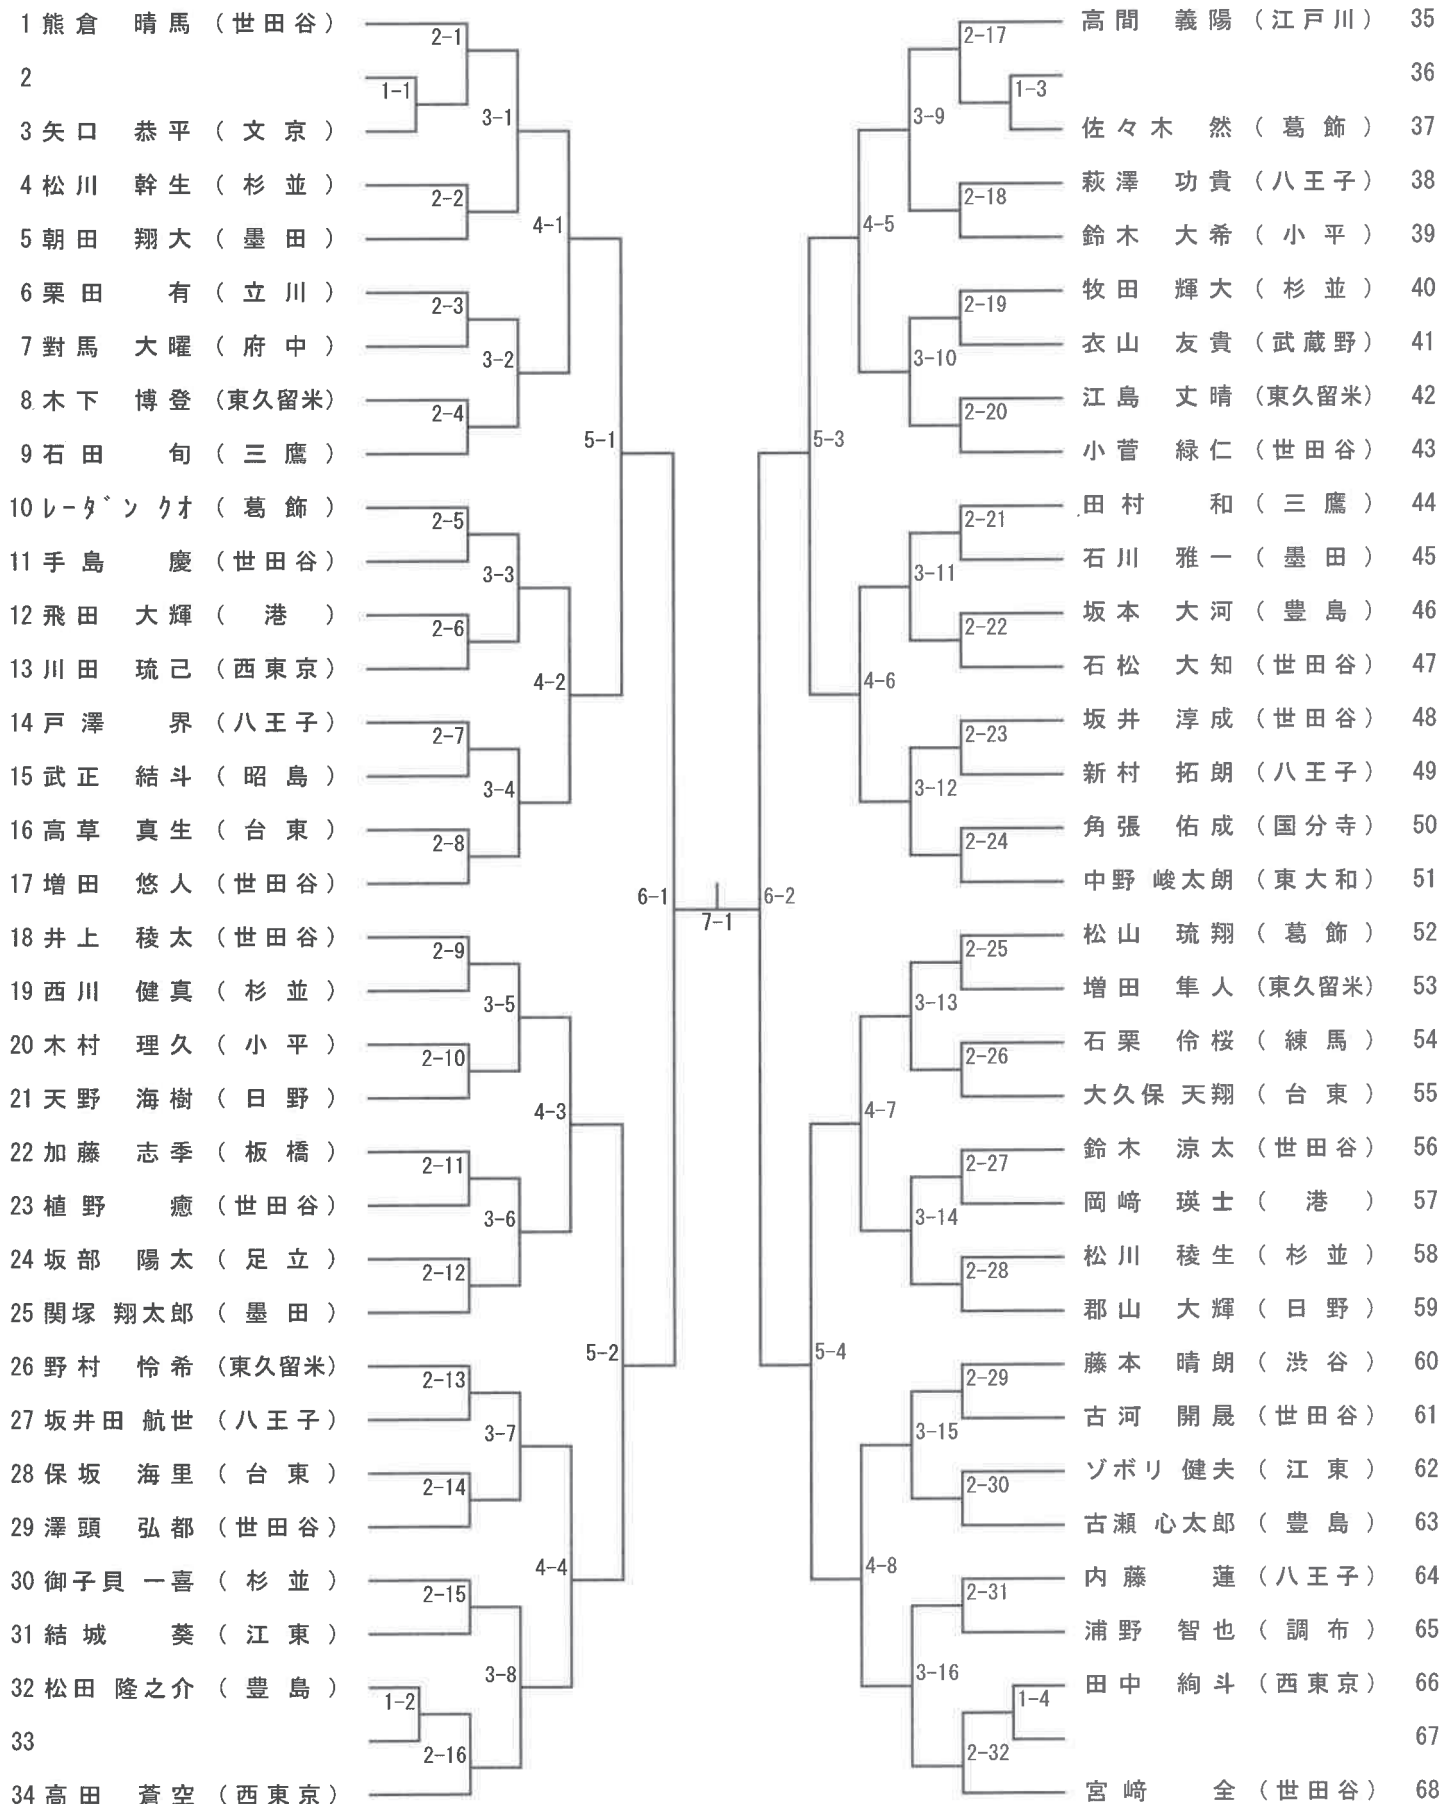 1 熊倉 晴馬 (世田谷)
2
3 矢口 恭平 (文京)
4 松川 幹生 (杉並)
5 朝田 翔大 (墨田)
6 栗田 有 (立川)
7 對馬 大曜 (府中)
8 木下 博登 (東久留米)
9 石田 旬 (三鷹)
10 レーダン クオ (葛飾)
11 手島 慶 (世田谷)
12 飛田 大輝 (港)
13 川田 琉己 (西東京)
14 戸澤 界 (八王子)
15 武正 結斗 (昭島)
16 高草 真生 (台東)
17 増田 悠人 (世田谷)
18 井上 稜太 (世田谷)
19 西川 健真 (杉並)
20 木村 理久 (小平)
21 天野 海樹 (日野)
22 加藤 志季 (板橋)
23 植野 癒 (世田谷)
24 坂部 陽太 (足立)
25 関塚 翔太郎 (墨田)
26 野村 怜希 (東久留米)
27 坂井田 航世 (八王子)
28 保坂 海里 (台東)
29 澤頭 弘都 (世田谷)
30 御子貝 一喜 (杉並)
31 結城 葵 (江東)
32 松田 隆之介 (豊島)
33
34 高田 蒼空 (西東京)
2-1
1-1
3-1
2-2
4-1
2-3
3-2
2-4
5-1
2-5
3-3
2-6
4-2
2-7
3-4
2-8
6-1
2-9
3-5
2-10
4-3
2-11
3-6
2-12
5-2
2-13
3-7
2-14
4-4
2-15
3-8
1-2
2-16
7-1
2-17
1-3
3-9
2-18
4-5
2-19
3-10
2-20
5-3
2-21
3-11
2-22
4-6
2-23
3-12
2-24
6-2
2-25
3-13
2-26
4-7
2-27
3-14
2-28
5-4
2-29
3-15
2-30
4-8
2-31
3-16
1-4
2-32
高間 義陽 (江戸川) 35
36
佐々木 然 (葛飾) 37
萩澤 功貴 (八王子) 38
鈴木 大希 (小平) 39
牧田 輝大 (杉並) 40
衣山 友貴 (武蔵野) 41
江島 丈晴 (東久留米) 42
小菅 緑仁 (世田谷) 43
田村 和 (三鷹) 44
石川 雅一 (墨田) 45
坂本 大河 (豊島) 46
石松 大知 (世田谷) 47
坂井 淳成 (世田谷) 48
新村 拓朗 (八王子) 49
角張 佑成 (国分寺) 50
中野 峻太朗 (東大和) 51
松山 琉翔 (葛飾) 52
増田 隼人 (東久留米) 53
石栗 伶桜 (練馬) 54
大久保 天翔 (台東) 55
鈴木 涼太 (世田谷) 56
岡﨑 瑛士 (港) 57
松川 稜生 (杉並) 58
郡山 大輝 (日野) 59
藤本 晴朗 (渋谷) 60
古河 開晟 (世田谷) 61
ゾボリ 健夫 (江東) 62
古瀬 心太郎 (豊島) 63
内藤 蓮 (八王子) 64
浦野 智也 (調布) 65
田中 絢斗 (西東京) 66
67
宮﨑 全 (世田谷) 68